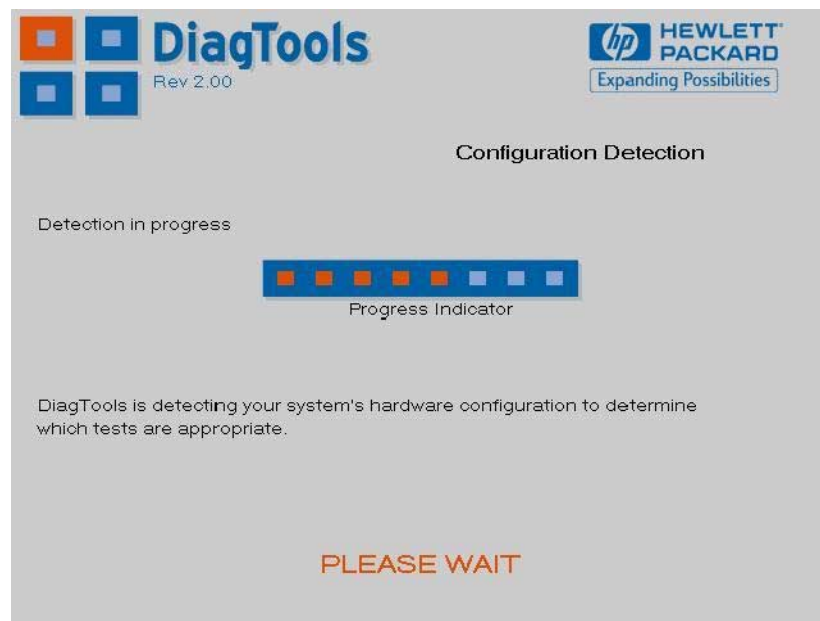 DiagTools
Rev 2.00
hp HEWLETT
PACKARD
Expanding Possibilities
Configuration Detection
Detection in progress
Progress Indicator
DiagTools is detecting your system's hardware configuration to determine
which tests are appropriate.
PLEASE WAIT